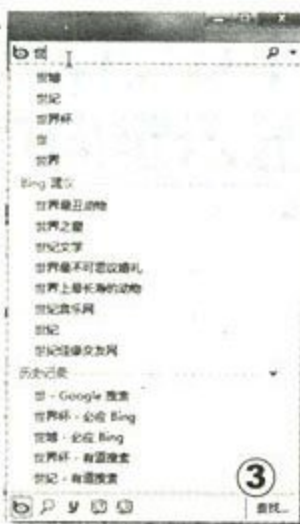 世
世博
世纪
世界杯
世
世界
Bing 建议
世界最丑动物
世界之窗
世纪文学
世界最不可思议婚礼
世界上最长寿的动物
世纪音乐网
世纪
世纪佳缘交友网
历史记录
世 - Google 搜索
世界杯 - 必应 Bing
世博 - 必应 Bing
世界杯 - 有道搜索
世纪 - 有道搜索
③
查找...